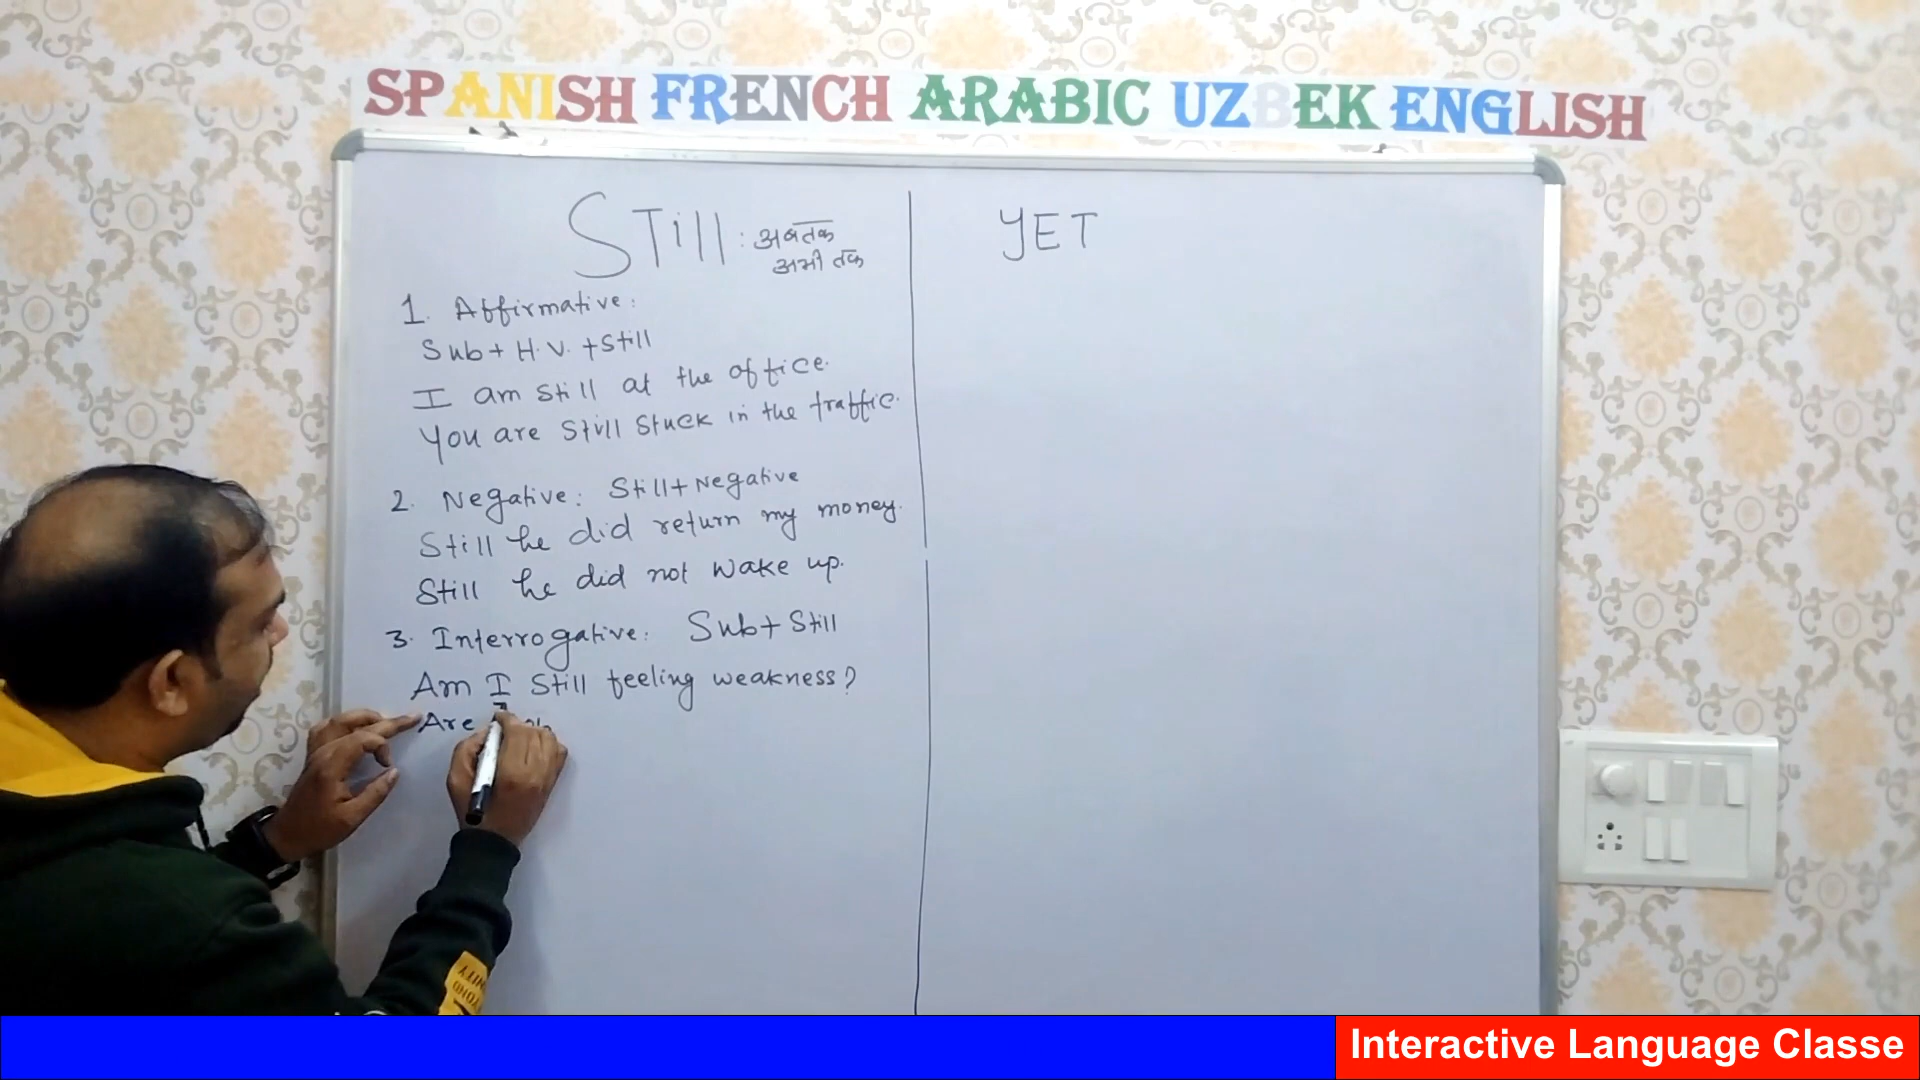 SPANISH FRENCH ARABIC UZBEK ENGLISH
STill : अबतक
अभी तक
1. Affirmative:
Sub + H.V. + Still
I am still at the office.
You are still stuck in the traffic.
2. Negative: Still + Negative
Still he did return my money.
Still he did not wake up.
3. Interrogative: Sub + Still
Am I still feeling weakness?
Are
YET
Interactive Language Classe